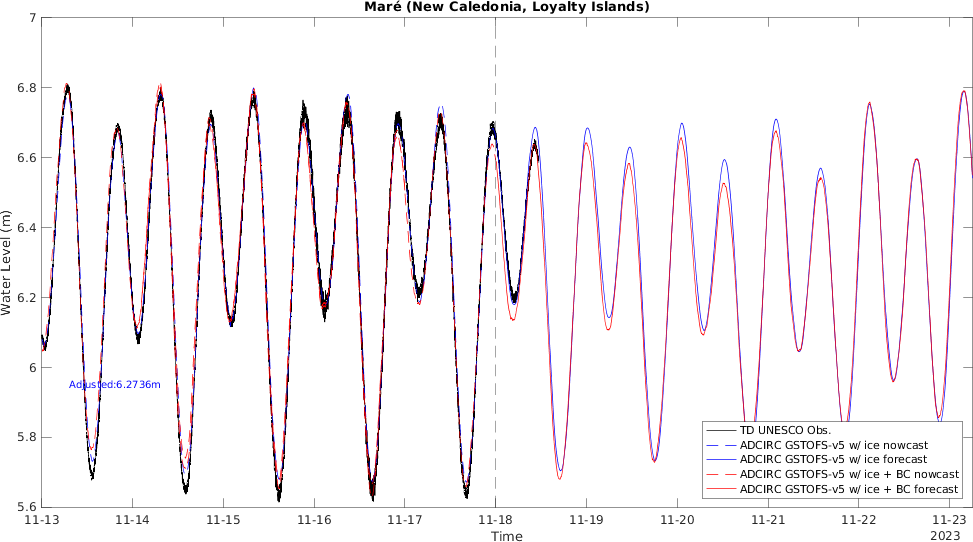 Maré (New Caledonia, Loyalty Islands)
7
6.8
6.6
6.4
6.2
6
5.8
5.6
Water Level (m)
Adjusted:6.2736m
TD UNESCO Obs.
ADCIRC GSTOFS-v5 w/ ice nowcast
ADCIRC GSTOFS-v5 w/ ice forecast
ADCIRC GSTOFS-v5 w/ ice + BC nowcast
ADCIRC GSTOFS-v5 w/ ice + BC forecast
11-13 11-14 11-15 11-16 11-17 11-18 11-19 11-20 11-21 11-22 11-23
2023
Time